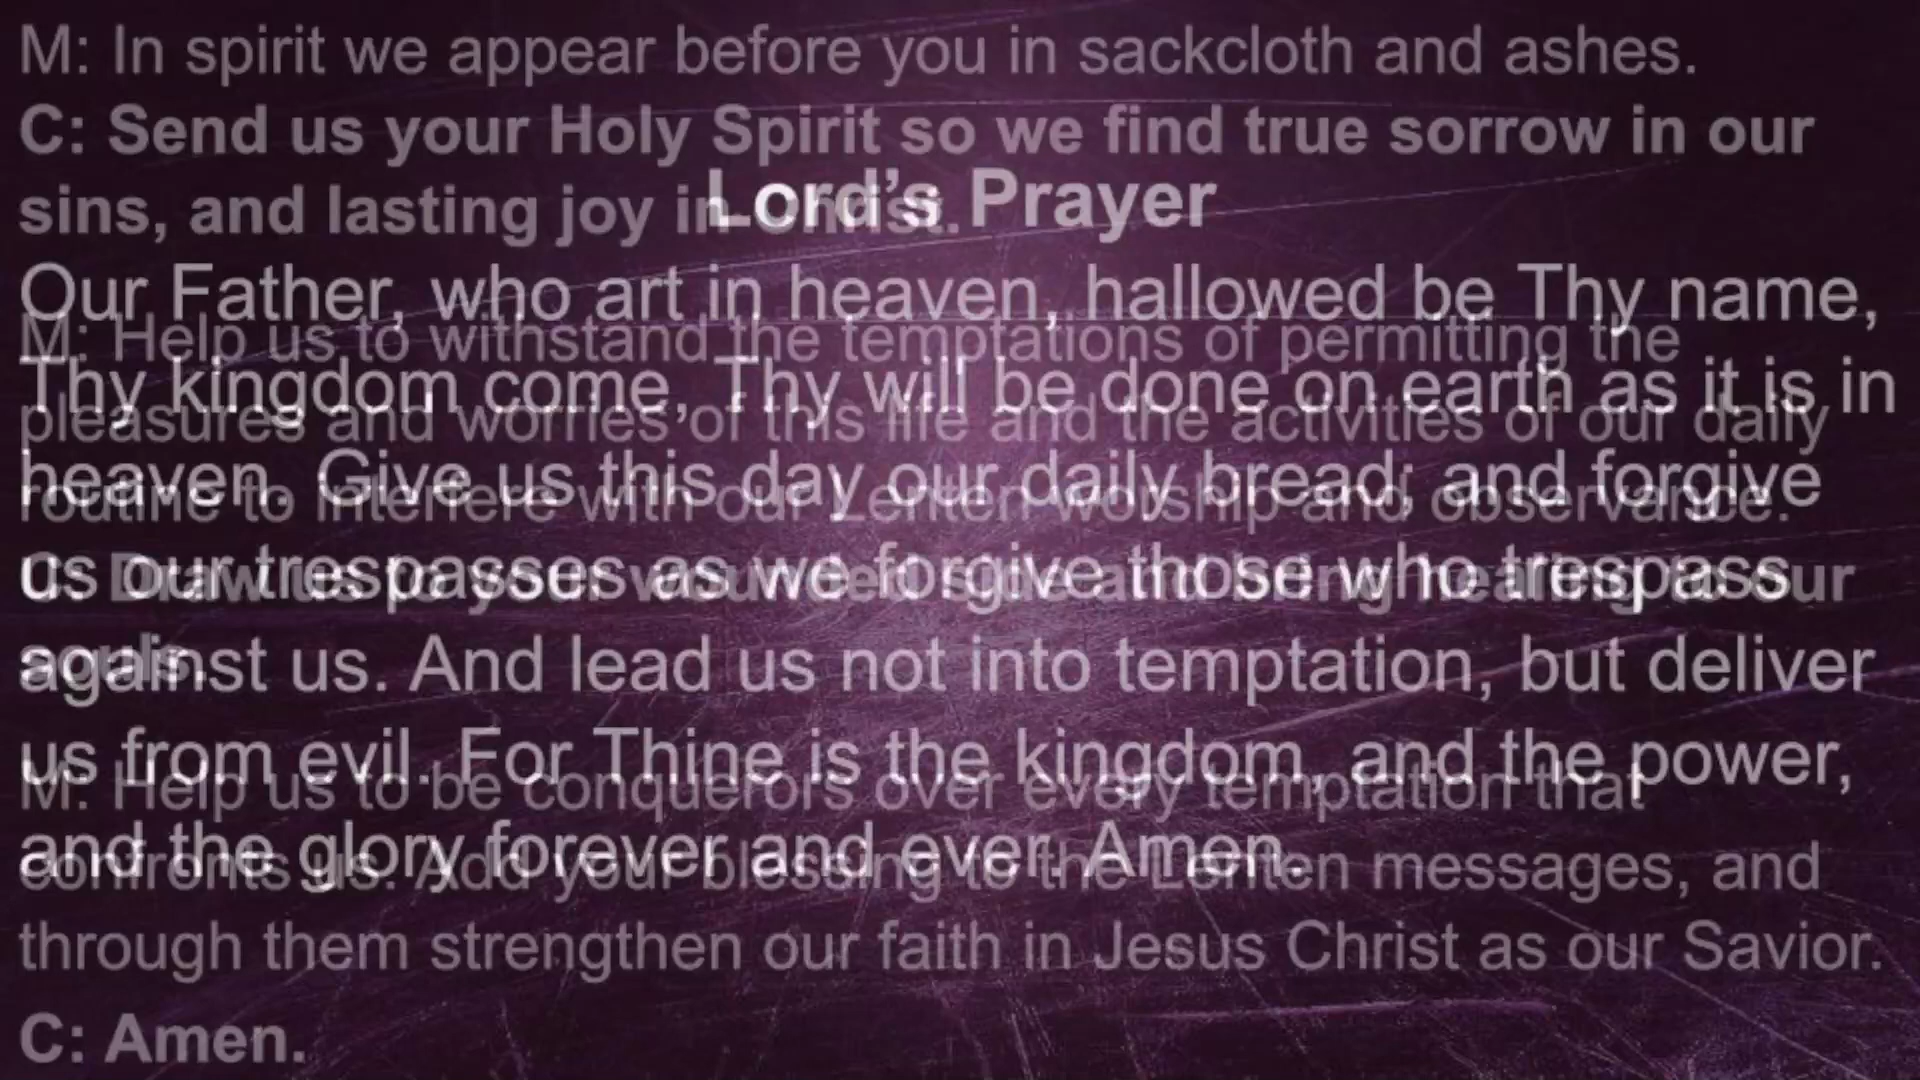 M: In spirit we appear before you in sackcloth and ashes.
C: Send us your Holy Spirit so we find true sorrow in our
sins, and lasting joy in Christ.
Lord’s Prayer
Our Father, who art in heaven, hallowed be Thy name,
M: Help us to withstand the temptations of permitting the
Thy kingdom come, Thy will be done on earth as it is in
pleasures and worries of this life and the activities of our daily
heaven. Give us this day our daily bread; and forgive
routine to interfere with our Lenten worship and observance.
us our trespasses as we forgive those who trespass
C: Draw us to your wounded side and bring healing to our
against us. And lead us not into temptation, but deliver
souls.
us from evil. For Thine is the kingdom, and the power,
M: Help us to be conquerors over every temptation that
and the glory forever and ever. Amen.
confronts us. Add your blessing to the Lenten messages, and
through them strengthen our faith in Jesus Christ as our Savior.
C: Amen.